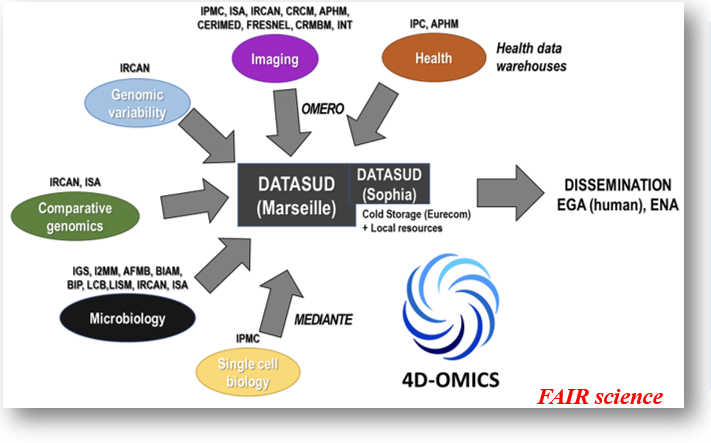 IPMC, ISA, IRCAN, CRCM, APHM,
CERIMED, FRESNEL, CRMBM, INT
Imaging
IPC, APHM
Health
Health data
warehouses
IRCAN
Genomic
variability
OMERO
IRCAN, ISA
Comparative
genomics
DATASUD
(Marseille)
DATASUD
(Sophia)
Cold Storage (Eurecom)
+ Local resources
DISSEMINATION
EGA (human), ENA
IGS, I2MM, AFMB, BIAM,
BIP, LCB,LISM, IRCAN, ISA
Microbiology
MEDIANTE
IPMC
Single cell
biology
4D-OMICS
FAIR science